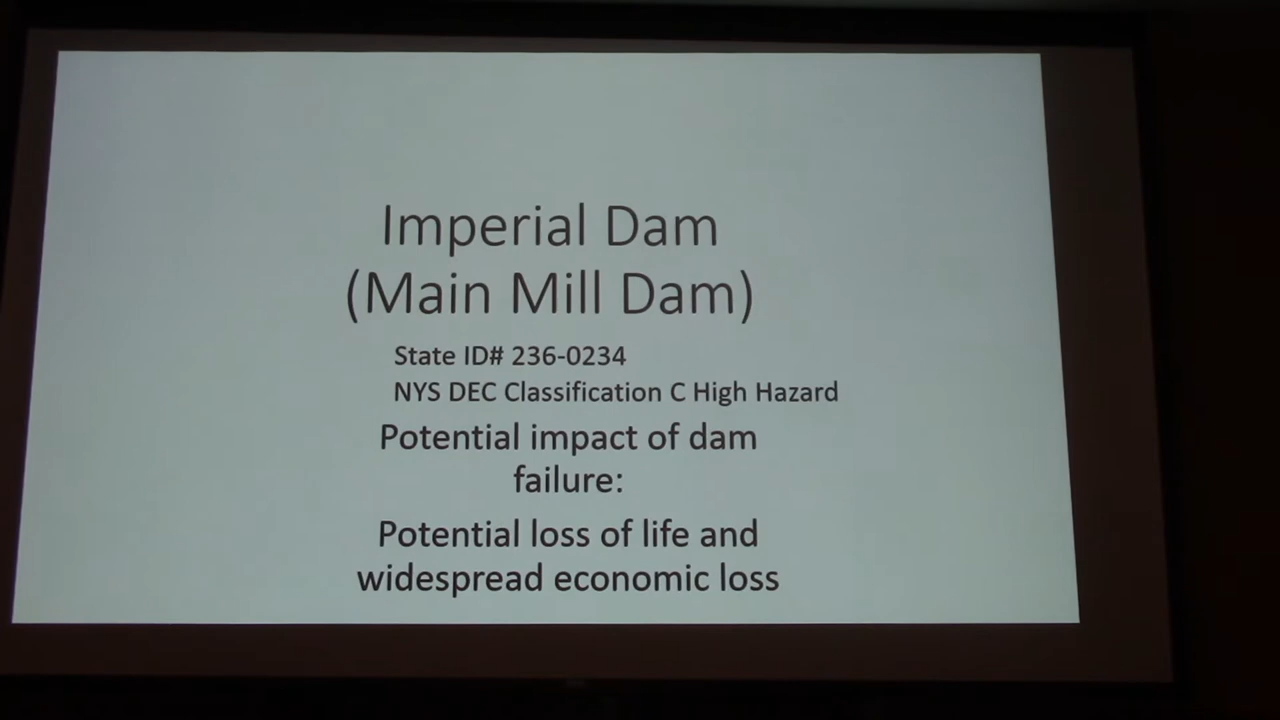 Imperial Dam
(Main Mill Dam)
State ID# 236-0234
NYS DEC Classification C High Hazard
Potential impact of dam
failure:
Potential loss of life and
widespread economic loss